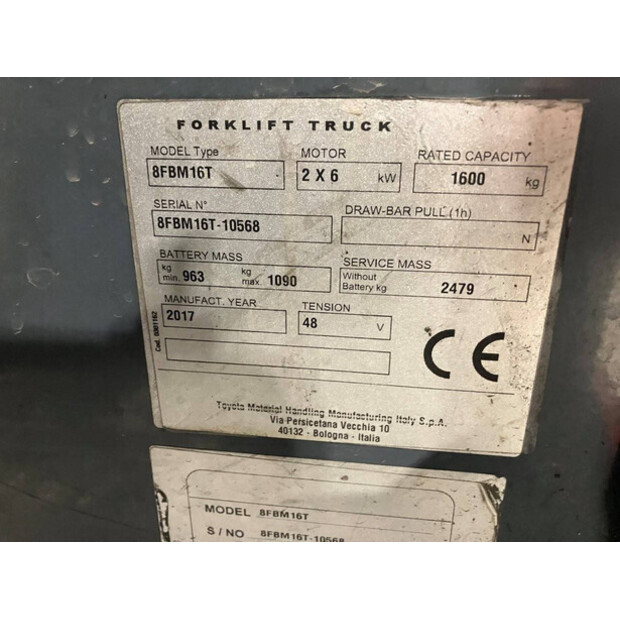 FORKLIFT TRUCK
MODEL Type MOTOR RATED CAPACITY
8FBM16T 2 X 6 kW 1600 kg
SERIAL N° DRAW-BAR PULL (1h)
8FBM16T-10568 N
BATTERY MASS SERVICE MASS
kg min. 963 kg max. 1090 Without Battery kg 2479
MANUFACT. YEAR TENSION
2017 48 V
Cod. 0001162
CE
Toyota Material Handling Manufacturing Italy S.p.A.
Via Persicetana Vecchia 10
40132 - Bologna - Italia
MODEL 8FBM16T
S / NO 8FBM16T-10568